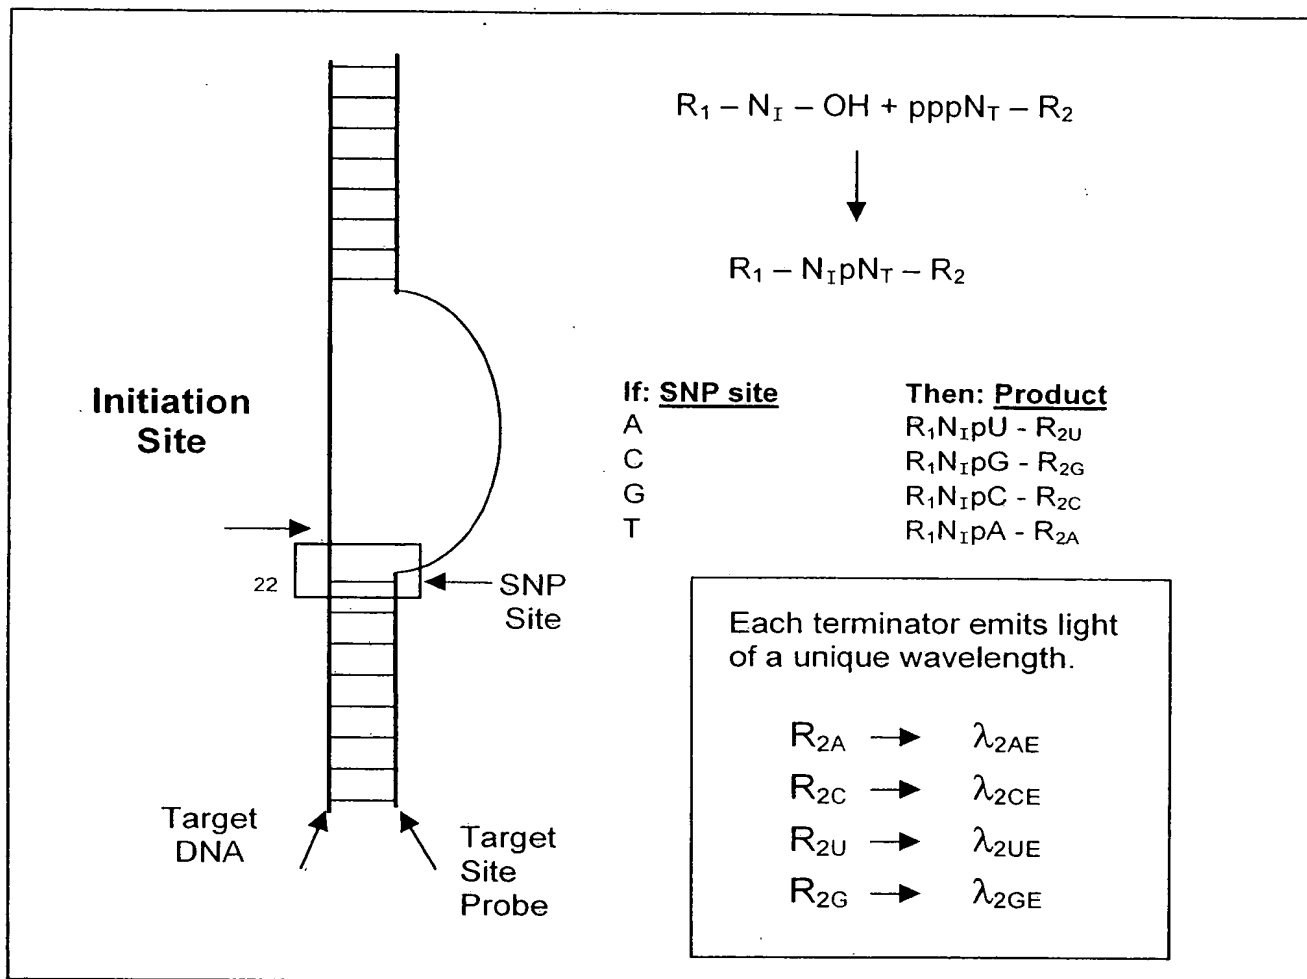 R₁ – N_I – OH + pppN_T – R₂
R₁ – N_IpN_T – R₂
Initiation
Site
If: SNP site Then: Product
A R₁N_IpU - R₂U
C R₁N_IpG - R₂G
G R₁N_IpC - R₂C
T R₁N_IpA - R₂A
22
SNP
Site
Target
DNA
Target
Site
Probe
Each terminator emits light
of a unique wavelength.
R₂A → λ₂AE
R₂C → λ₂CE
R₂U → λ₂UE
R₂G → λ₂GE